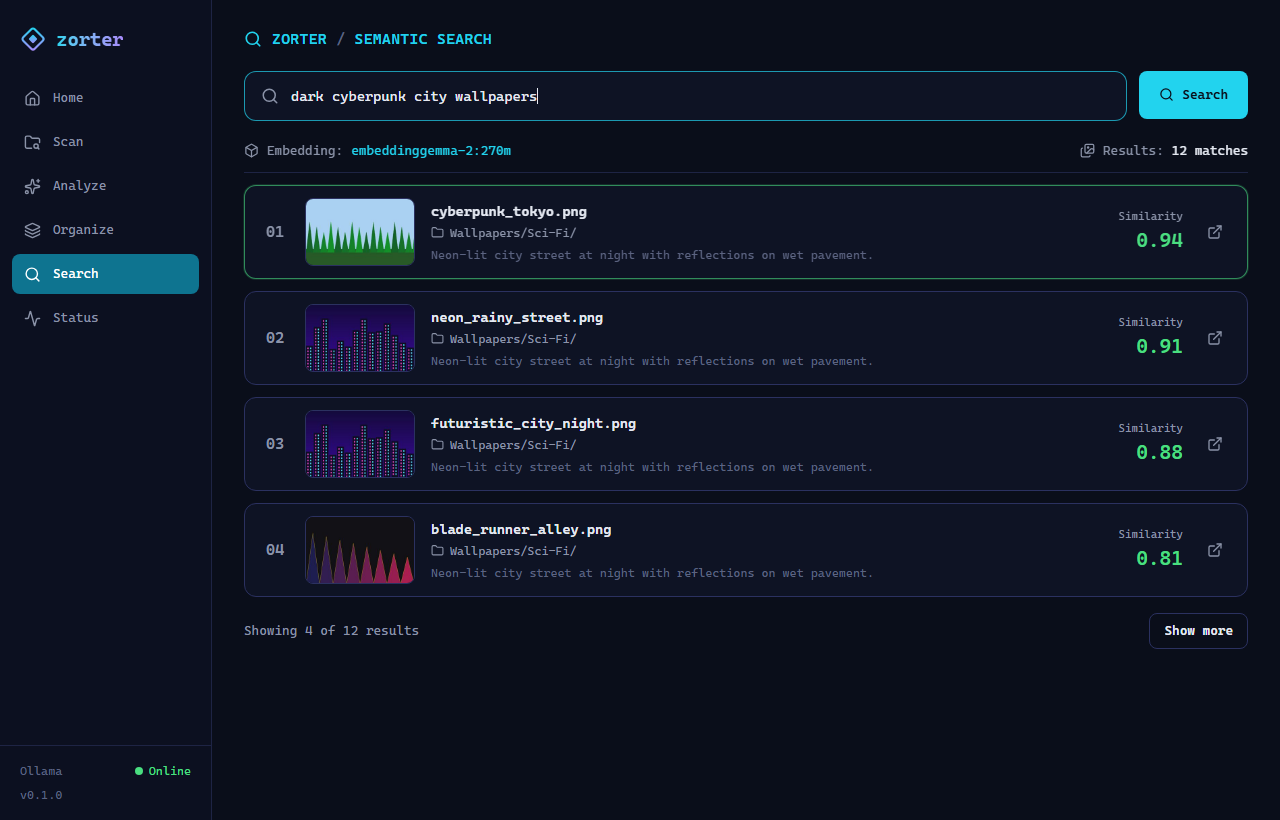 zorter
Home
Scan
Analyze
Organize
Search
Status
Ollama
Online
v0.1.0
ZORTER / SEMANTIC SEARCH
dark cyberpunk city wallpapers
Search
Embedding: embeddinggemma-2:270m
Results: 12 matches
01
cyberpunk_tokyo.png
Wallpapers/Sci-Fi/
Neon-lit city street at night with reflections on wet pavement.
Similarity
0.94
02
neon_rainy_street.png
Wallpapers/Sci-Fi/
Neon-lit city street at night with reflections on wet pavement.
Similarity
0.91
03
futuristic_city_night.png
Wallpapers/Sci-Fi/
Neon-lit city street at night with reflections on wet pavement.
Similarity
0.88
04
blade_runner_alley.png
Wallpapers/Sci-Fi/
Neon-lit city street at night with reflections on wet pavement.
Similarity
0.81
Showing 4 of 12 results
Show more